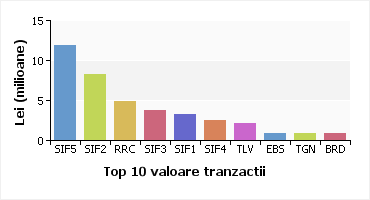 Lei (milioane)
15
10
5
0
SIF5 SIF2 RRC SIF3 SIF1 SIF4 TLV EBS TGN BRD
Top 10 valoare tranzactii